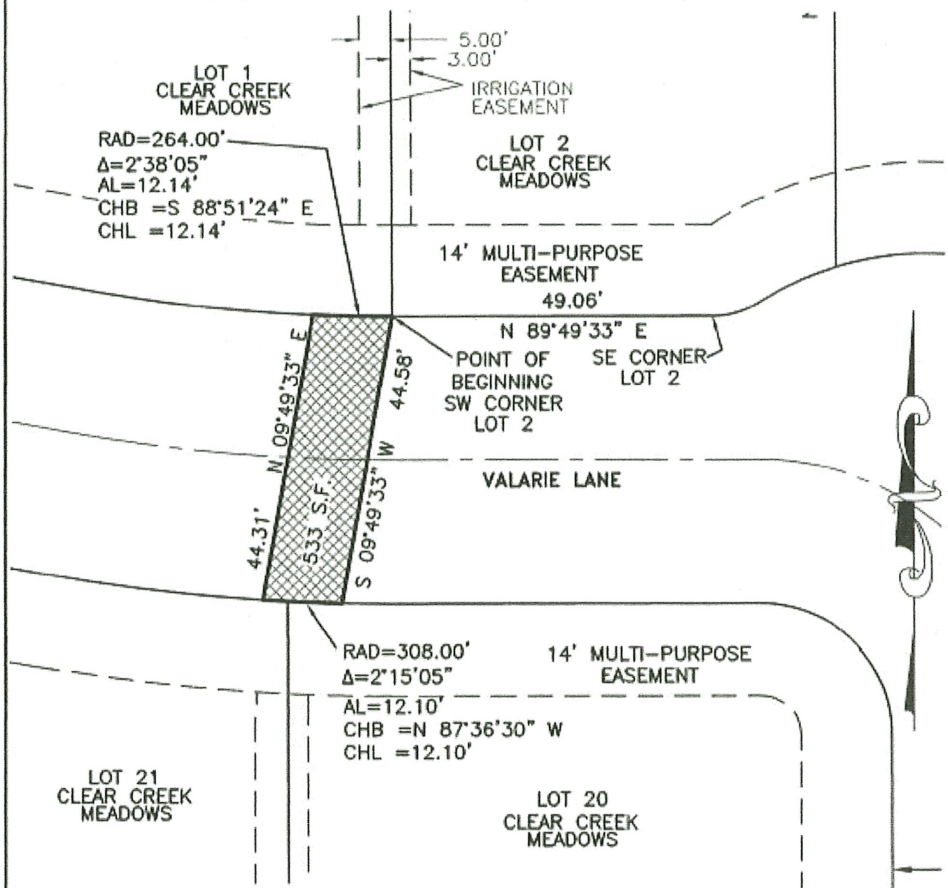 5.00'
3.00'
LOT 1
CLEAR CREEK
MEADOWS
IRRIGATION
EASEMENT
RAD=264.00'
Δ=2°38'05"
AL=12.14'
CHB =S 88°51'24" E
CHL =12.14'
LOT 2
CLEAR CREEK
MEADOWS
14' MULTI-PURPOSE
EASEMENT
49.06'
N 89°49'33" E
POINT OF
BEGINNING
SW CORNER
LOT 2
SE CORNER
LOT 2
N 09°49'33" E
44.31'
533 S.F.
44.58'
S 09°49'33" W
VALARIE LANE
RAD=308.00'
Δ=2°15'05"
AL=12.10'
CHB =N 87°36'30" W
CHL =12.10'
14' MULTI-PURPOSE
EASEMENT
LOT 21
CLEAR CREEK
MEADOWS
LOT 20
CLEAR CREEK
MEADOWS